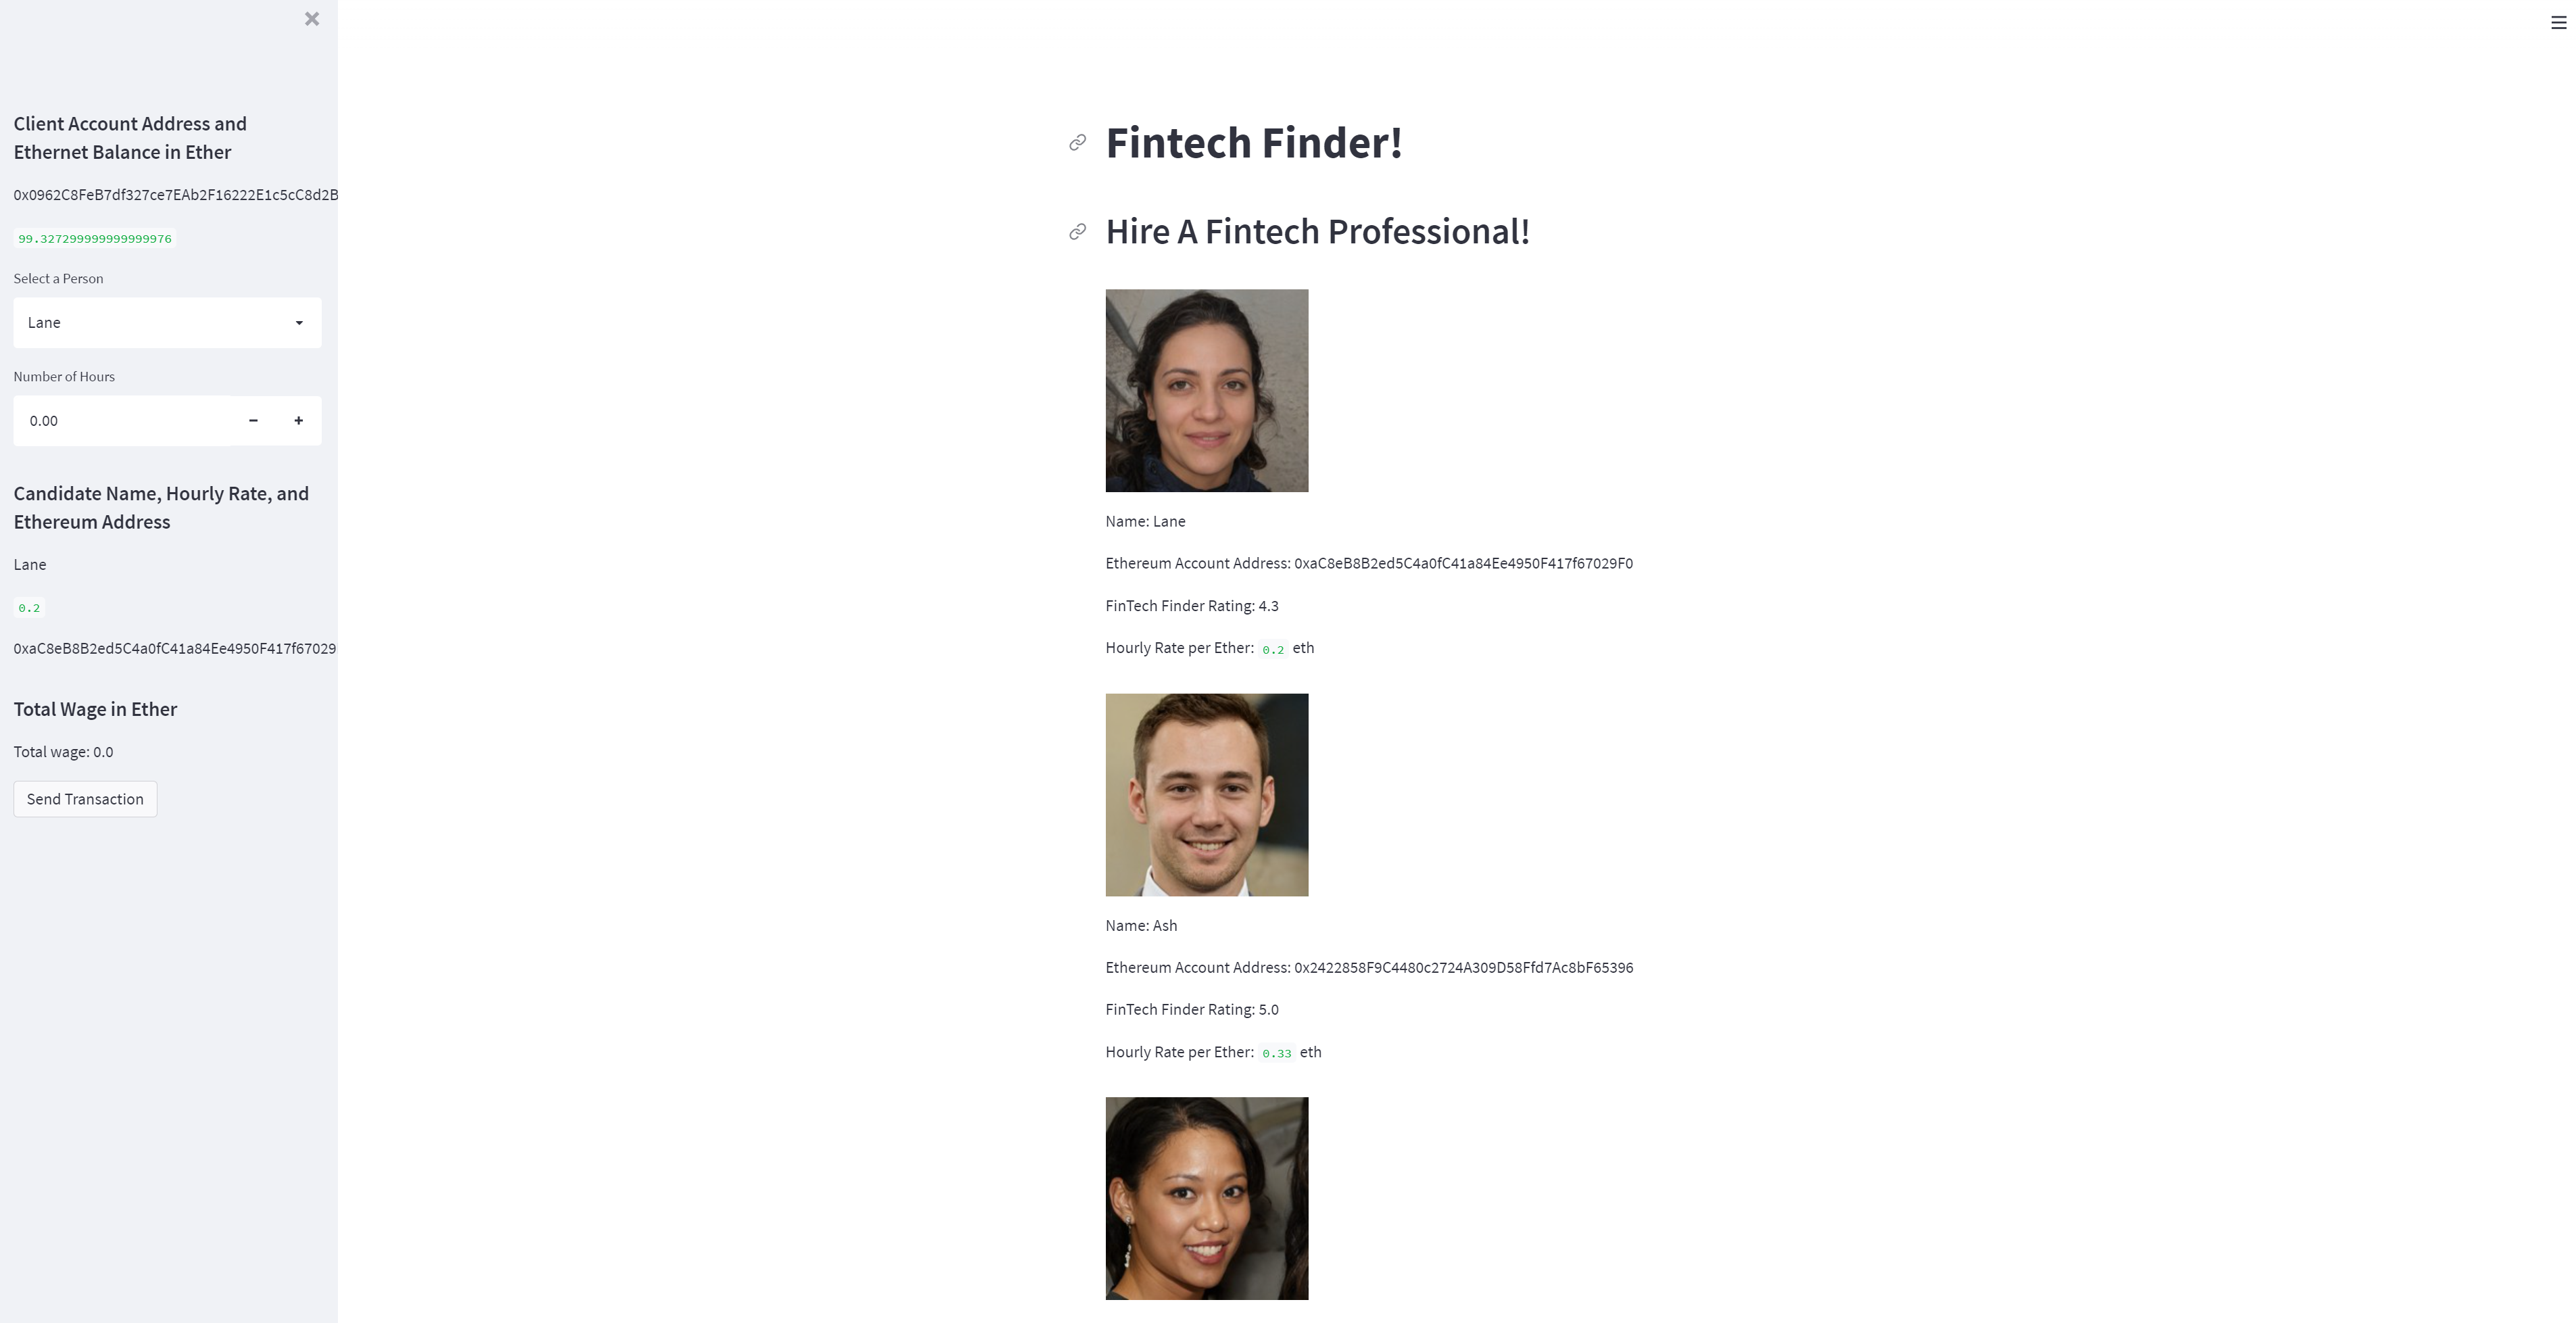 Client Account Address and
Ethernet Balance in Ether
0x0962C8FeB7df327ce7EAb2F16222E1c5cC8d2B
99.327299999999999976
Select a Person
Lane
Number of Hours
0.00
Candidate Name, Hourly Rate, and
Ethereum Address
Lane
0.2
0xaC8eB8B2ed5C4a0fC41a84Ee4950F417f67029
Total Wage in Ether
Total wage: 0.0
Send Transaction
Fintech Finder!
Hire A Fintech Professional!
Name: Lane
Ethereum Account Address: 0xaC8eB8B2ed5C4a0fC41a84Ee4950F417f67029F0
FinTech Finder Rating: 4.3
Hourly Rate per Ether: 0.2 eth
Name: Ash
Ethereum Account Address: 0x2422858F9C4480c2724A309D58Ffd7Ac8bF65396
FinTech Finder Rating: 5.0
Hourly Rate per Ether: 0.33 eth